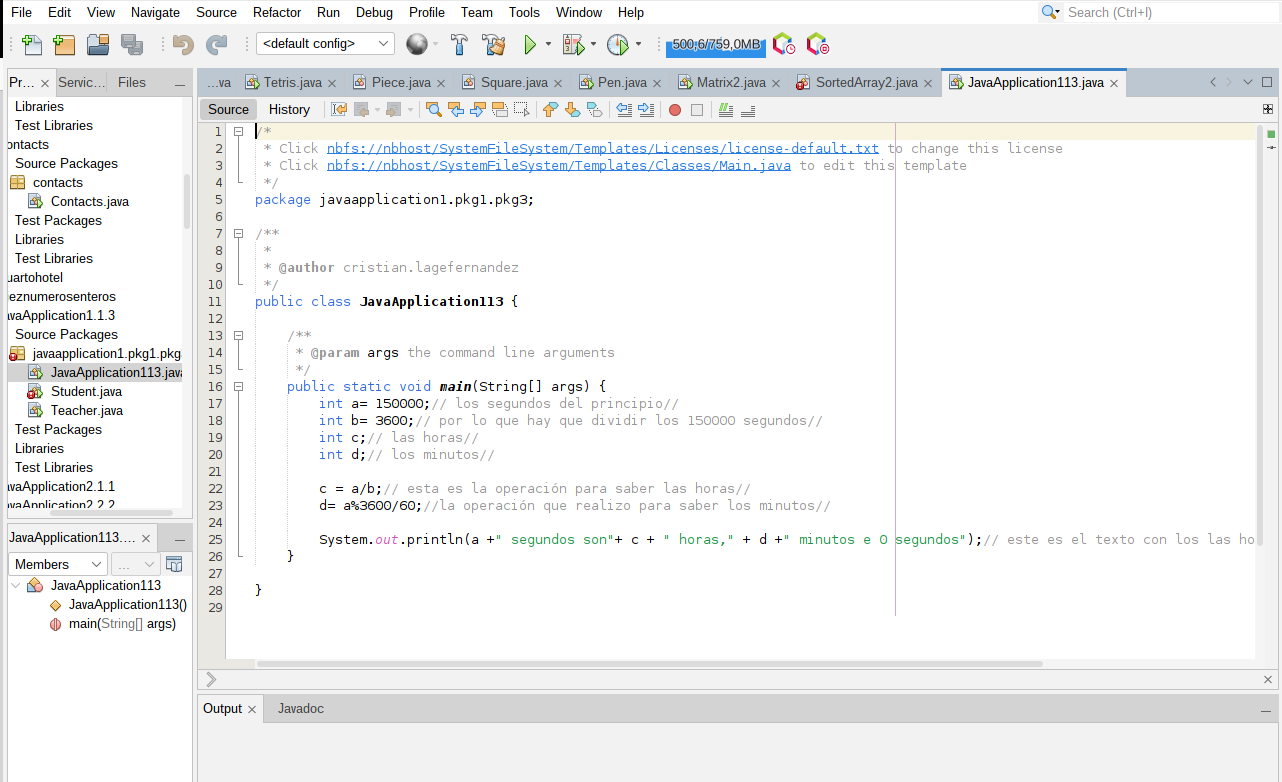 File Edit View Navigate Source Refactor Run Debug Profile Team Tools Window Help
Search (Ctrl+I)
<default config>
500,6/759,0MB
Pr... Servic... Files
...va Tetris.java Piece.java Square.java Pen.java Matrix2.java SortedArray2.java JavaApplication113.java
Source History
Libraries
Test Libraries
ontacts
Source Packages
contacts
Contacts.java
Test Packages
Libraries
Test Libraries
uartohotel
eznumerosenteros
vaApplication1.1.3
Source Packages
javaapplication1.pkg1.pkg
JavaApplication113.java
Student.java
Teacher.java
Test Packages
Libraries
Test Libraries
vaApplication2.1.1
vaApplication2.2.2
JavaApplication113....
Members
...
JavaApplication113
JavaApplication113()
main(String[] args)
1 /*
2 * Click nbfs://nbhost/SystemFileSystem/Templates/Licenses/license-default.txt to change this license
3 * Click nbfs://nbhost/SystemFileSystem/Templates/Classes/Main.java to edit this template
4 */
5 package javaapplication1.pkg1.pkg3;
6
7 /**
8 *
9 * @author cristian.lagefernandez
10 */
11 public class JavaApplication113 {
12
13 /**
14 * @param args the command line arguments
15 */
16 public static void main(String[] args) {
17 int a= 150000;// los segundos del principio//
18 int b= 3600;// por lo que hay que dividir los 150000 segundos//
19 int c;// las horas//
20 int d;// los minutos//
21
22 c = a/b;// esta es la operación para saber las horas//
23 d= a%3600/60;//la operación que realizo para saber los minutos//
24
25 System.out.println(a +" segundos son"+ c + " horas," + d +" minutos e 0 segundos");// este es el texto con los las ho
26 }
27
28 }
29
Output Javadoc